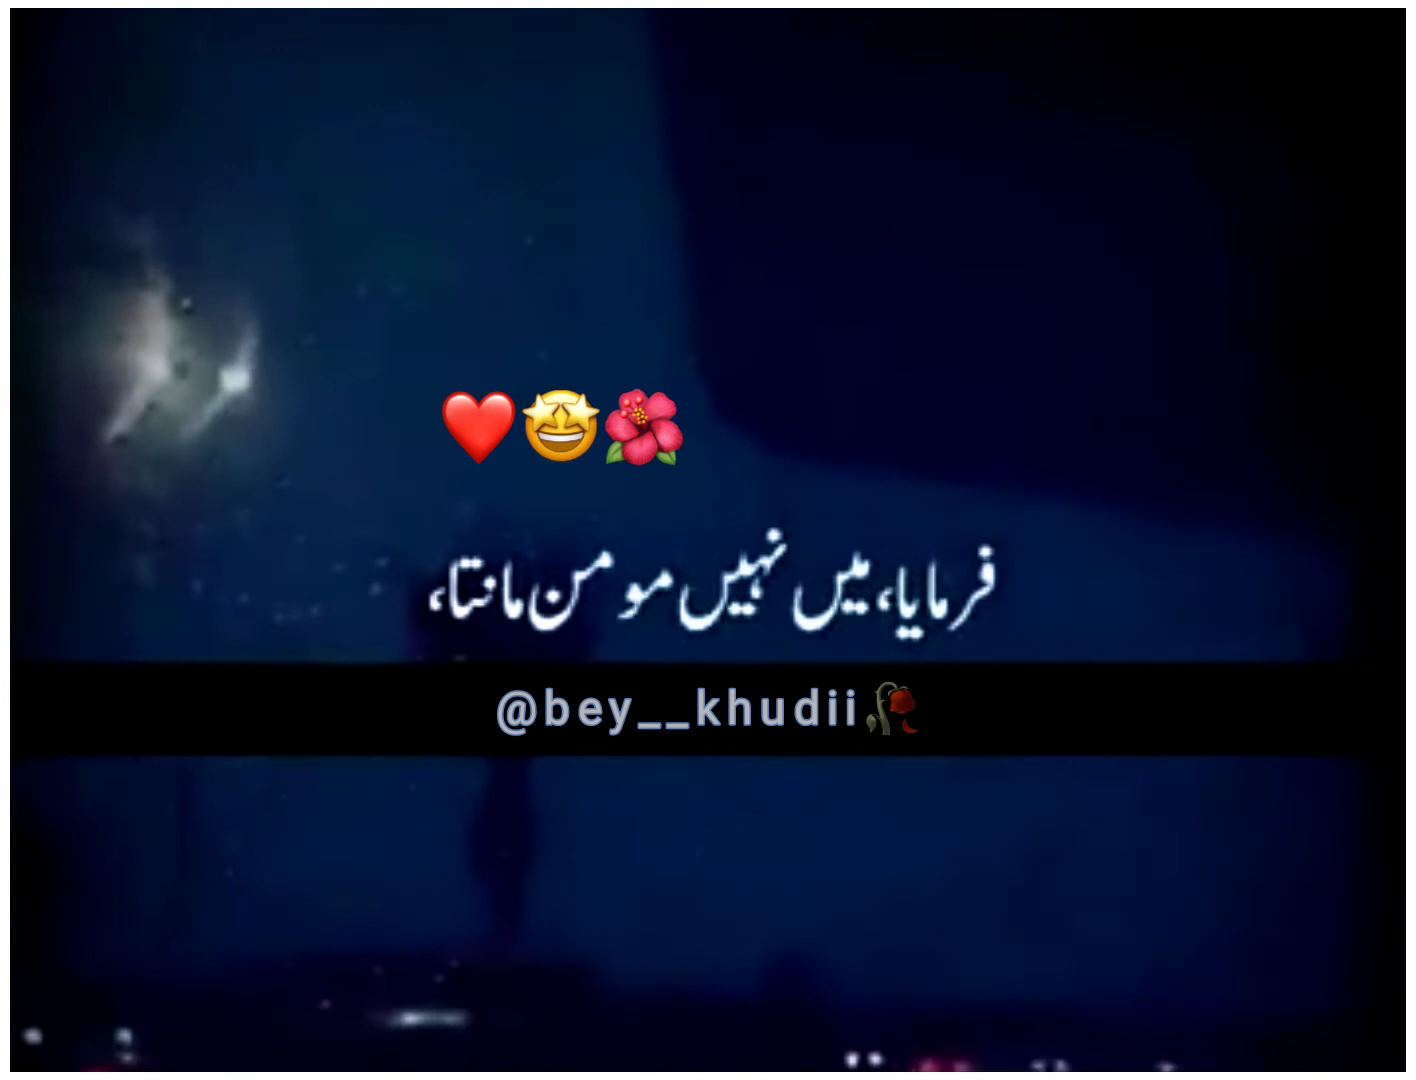 ❤️🤩🌺
فرمایا، میں نہیں مومن مانتا،
@bey__khudii🥀